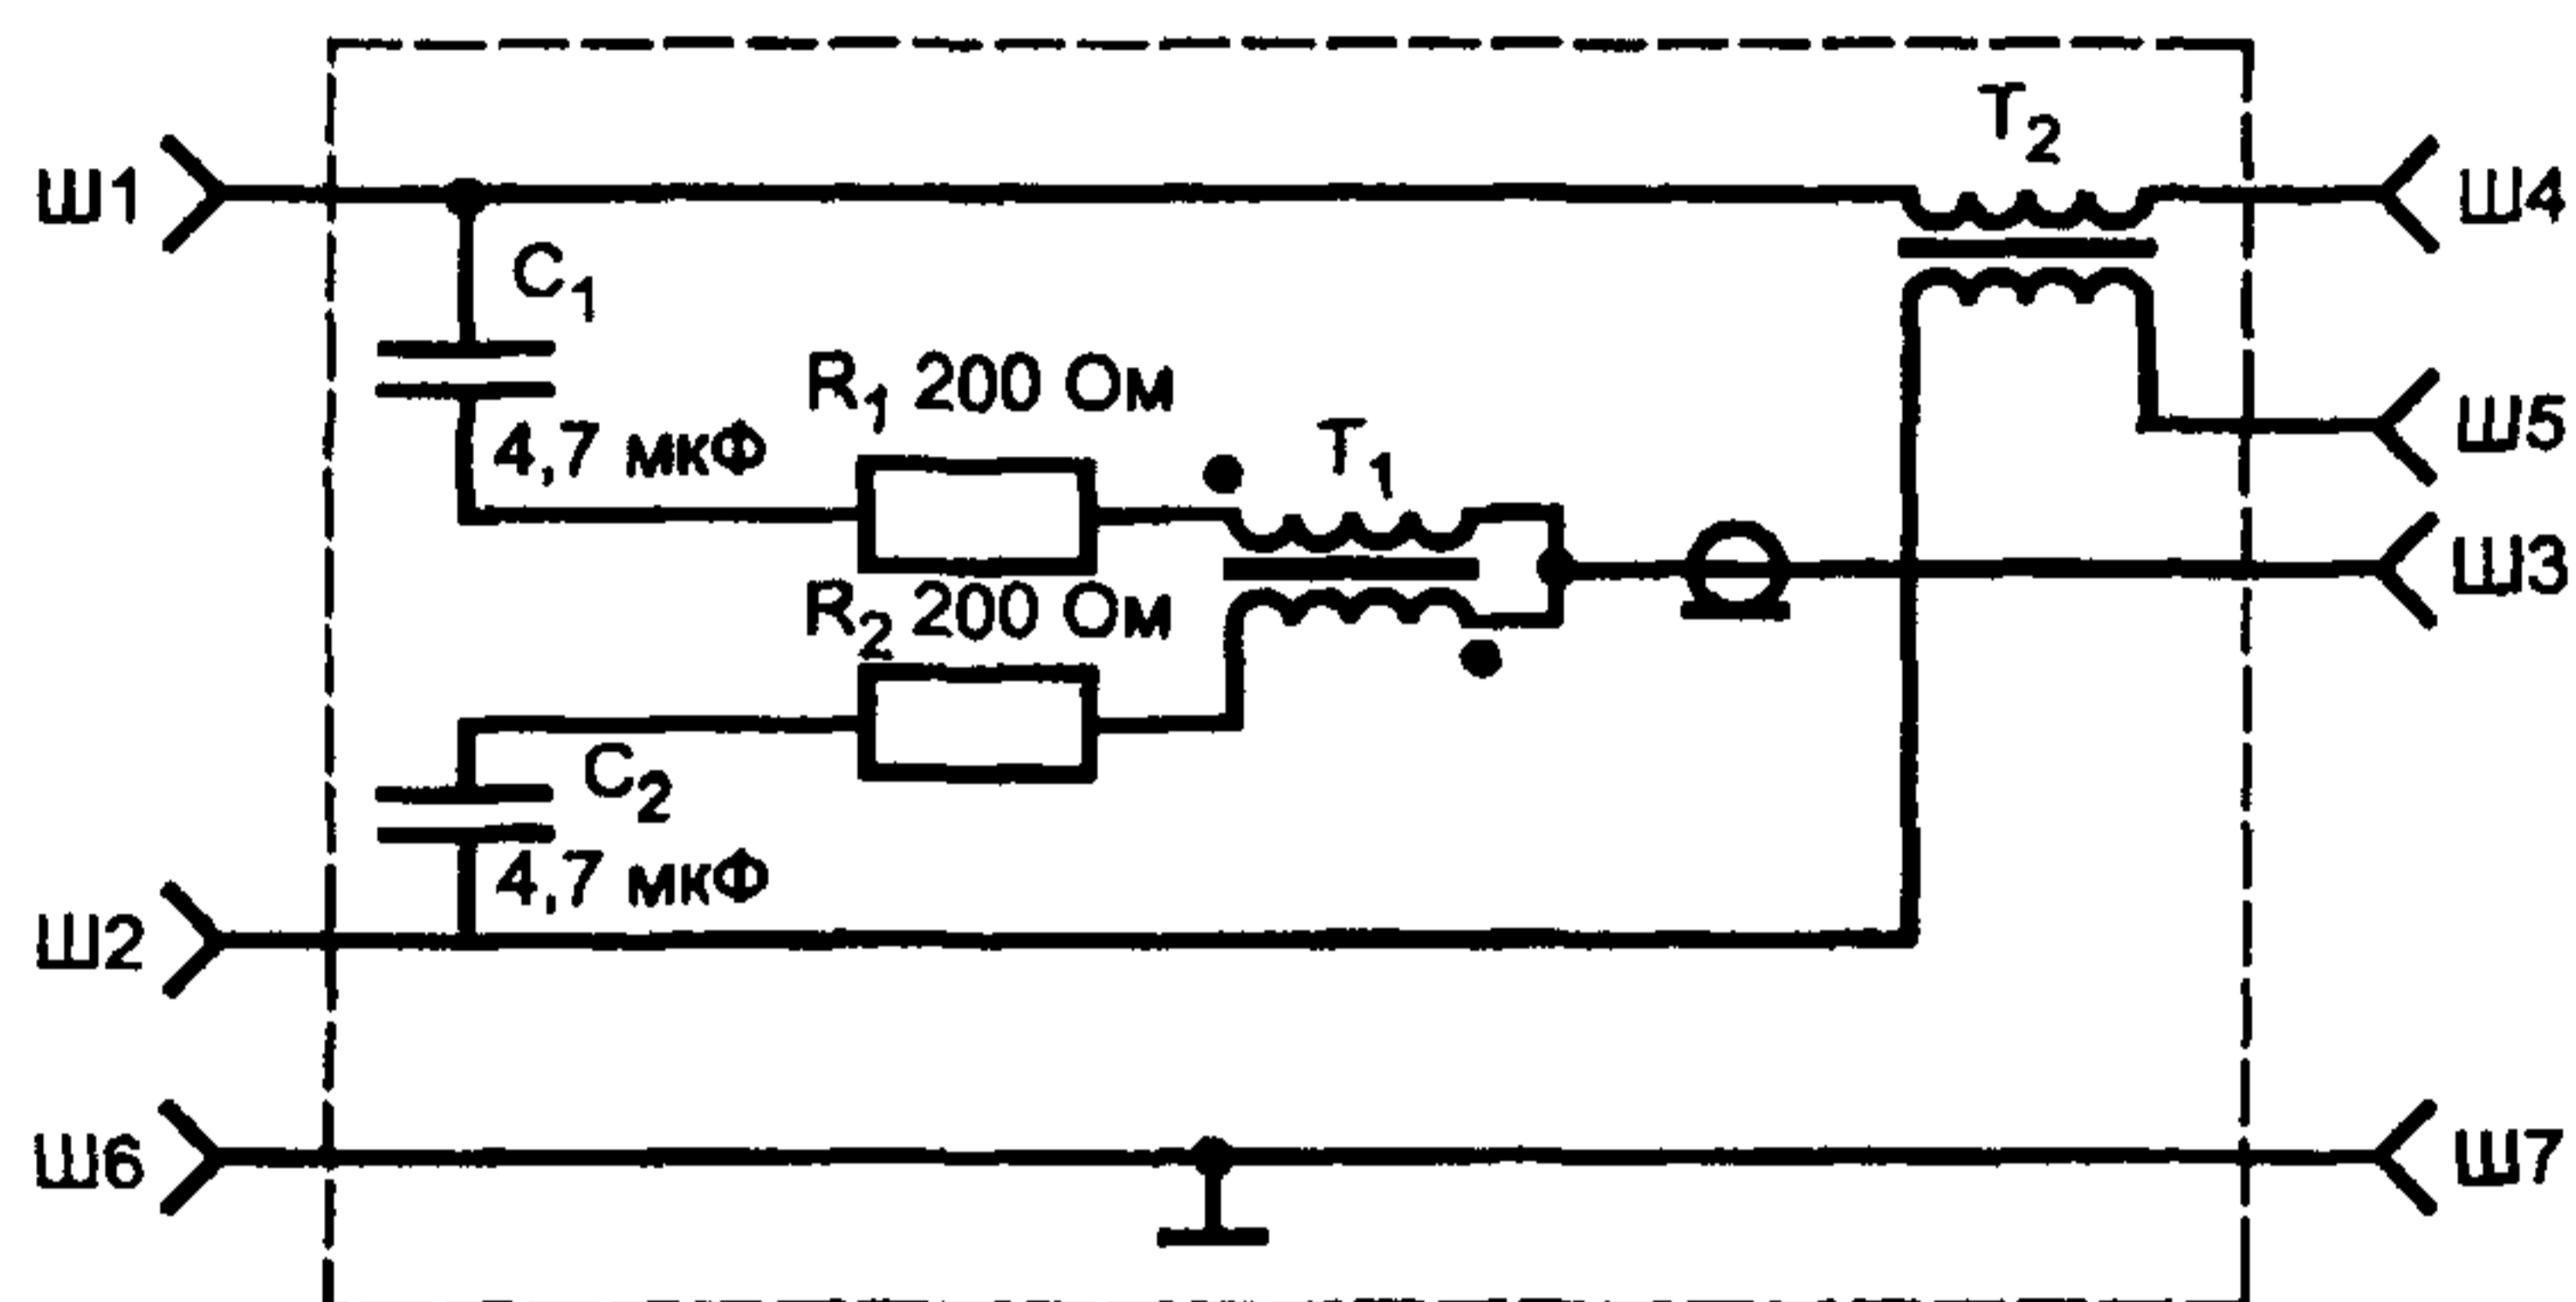 T2
Ш1
Ш4
C1
R1 200 Ом
Ш5
4,7 мкФ
T1
Ш3
R2 200 Ом
C2
4,7 мкФ
Ш2
Ш6
Ш7